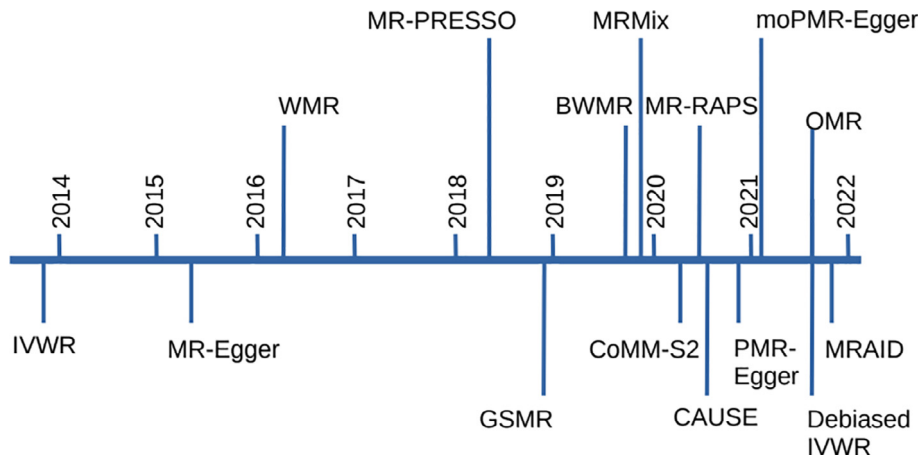 MR-PRESSO
MRMix
moPMR-Egger
WMR
BWMR
MR-RAPS
OMR
2014
2015
2016
2017
2018
2019
2020
2021
2022
IVWR
MR-Egger
CoMM-S2
PMR-
Egger
MRAID
GSMR
CAUSE
Debiased
IVWR